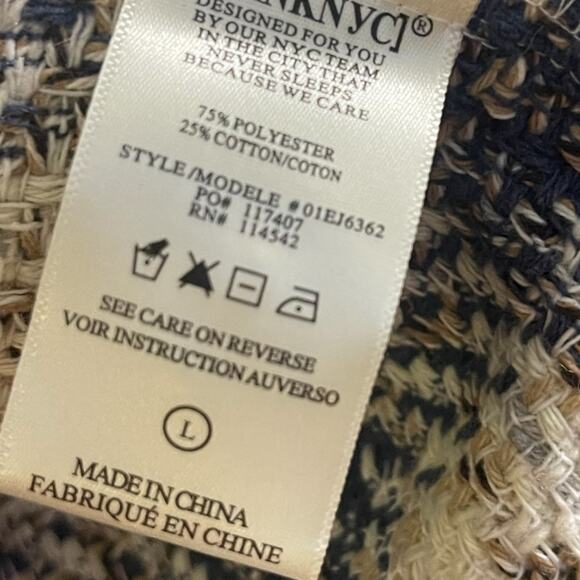 DESIGNED FOR YOU
BY OUR NYC TEAM
IN THE CITY THAT
NEVER SLEEPS
BECAUSE WE CARE
75% POLYESTER
25% COTTON/COTON
STYLE/MODELE #01EJ6362
PO# 117407
RN# 114542
SEE CARE ON REVERSE
VOIR INSTRUCTION AUVERSO
L
MADE IN CHINA
FABRIQUÉ EN CHINE